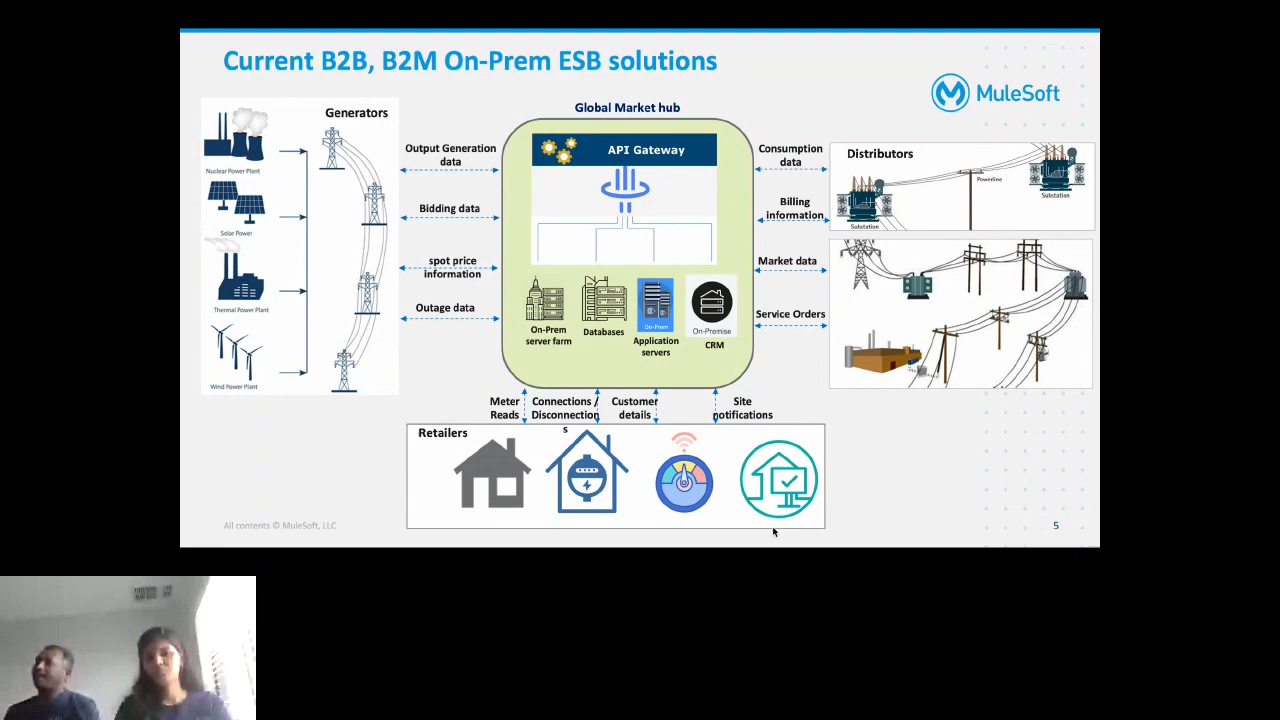 Current B2B, B2M On-Prem ESB solutions
MuleSoft
Generators
Nuclear Power Plant
Solar Power
Thermal Power Plant
Wind Power Plant
Output Generation
data
Bidding data
spot price
information
Outage data
Global Market hub
API Gateway
On-Prem
server farm
Databases
On-Prem
Application
servers
On-Premise
CRM
Consumption
data
Billing
information
Market data
Service Orders
Distributors
Powerline
Substation
Substation
Meter
Reads
Connections /
Disconnection
s
Customer
details
Site
notifications
Retailers
All contents © MuleSoft, LLC
5